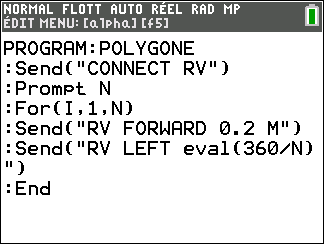 NORMAL FLOTT AUTO RÉEL RAD MP
ÉDIT MENU: [alpha] [f5]
PROGRAM:POLYGONE
:Send("CONNECT RV")
:Prompt N
:For(I,1,N)
:Send("RV FORWARD 0.2 M")
:Send("RV LEFT eval(360/N)
")
:End